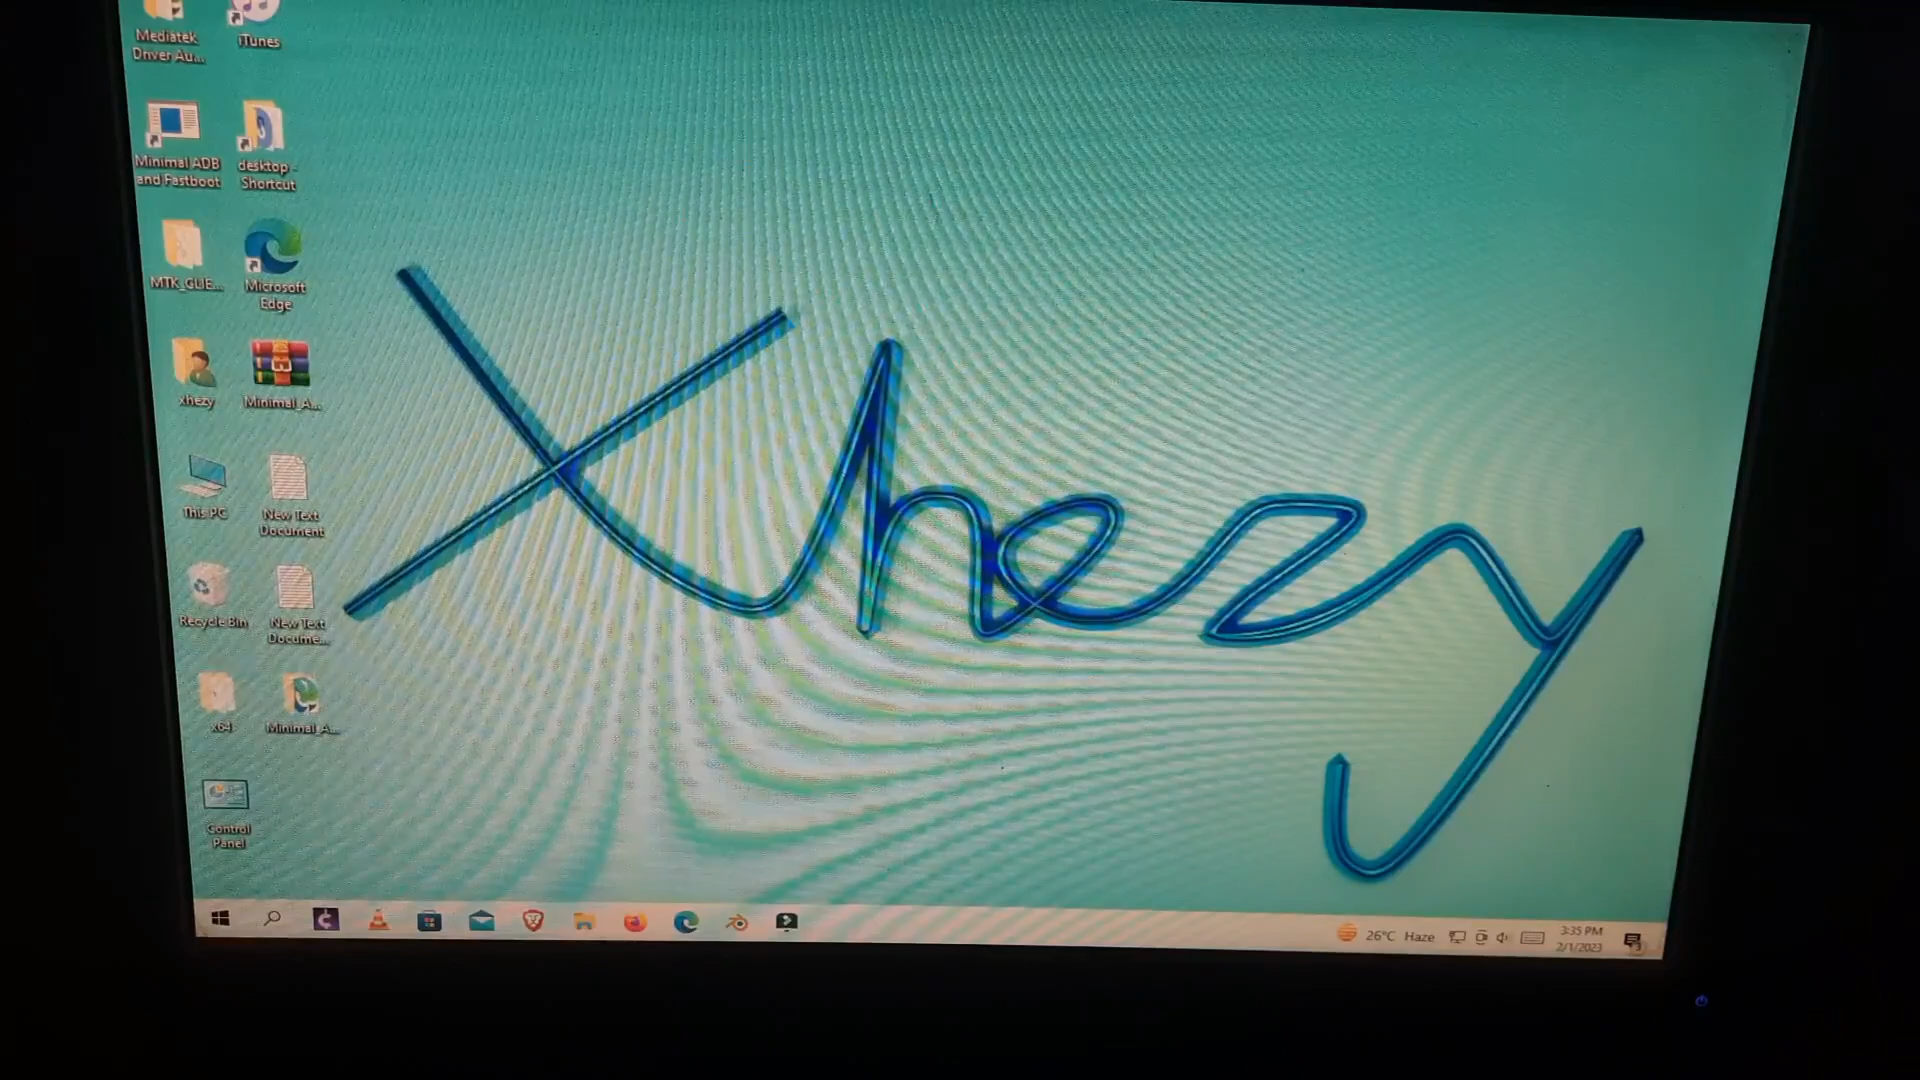 Mediatek
Driver Au...
iTunes
Minimal ADB
and Fastboot
desktop -
Shortcut
MTK_CLIE...
Microsoft
Edge
xhezy
Minimal_A...
This PC
New Text
Document
Recycle Bin
New Text
Docume...
x64
Minimal_A...
Control
Panel
Xhezy
26°C Haze
3:35 PM
2/1/2023